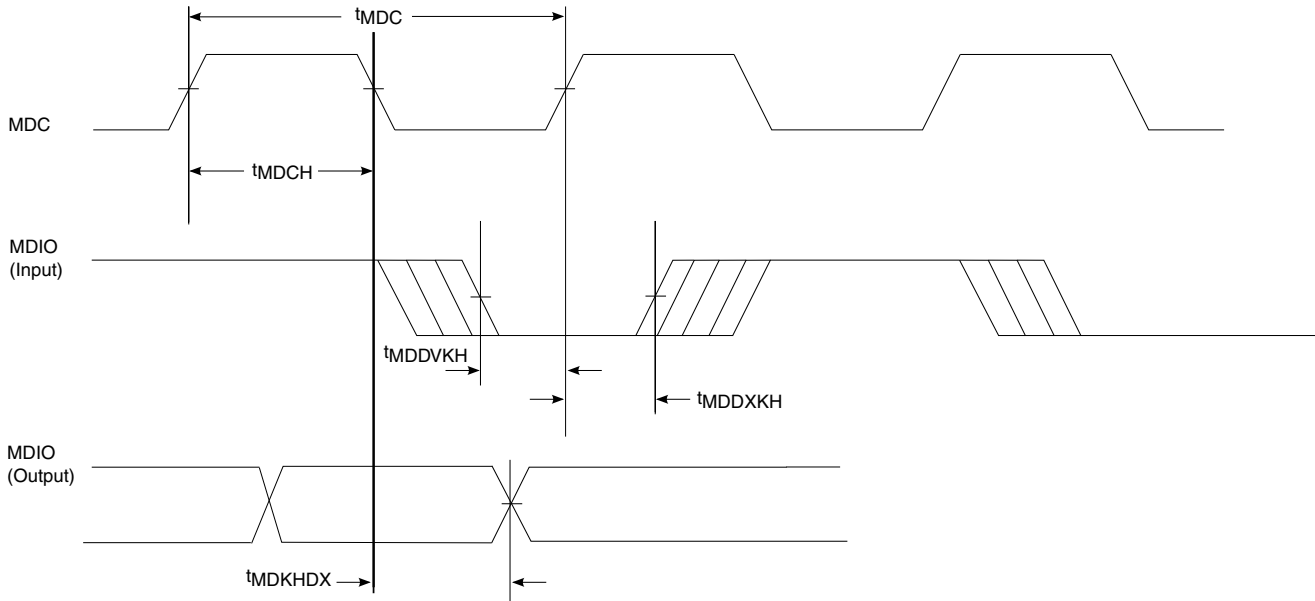 tMDC
MDC
tMDCH
MDIO
(Input)
tMDDVKH
tMDDXKH
MDIO
(Output)
tMDKHDX